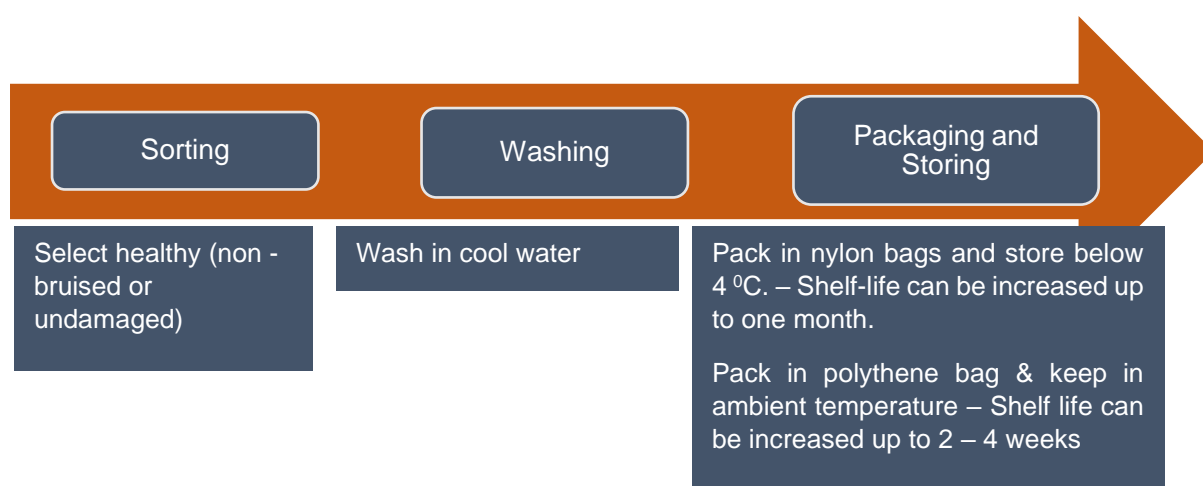 Sorting
Select healthy (non -
bruised or
undamaged)
Washing
Wash in cool water
Packaging and
Storing
Pack in nylon bags and store below
4 ⁰C. – Shelf-life can be increased up
to one month.
Pack in polythene bag & keep in
ambient temperature – Shelf life can
be increased up to 2 – 4 weeks